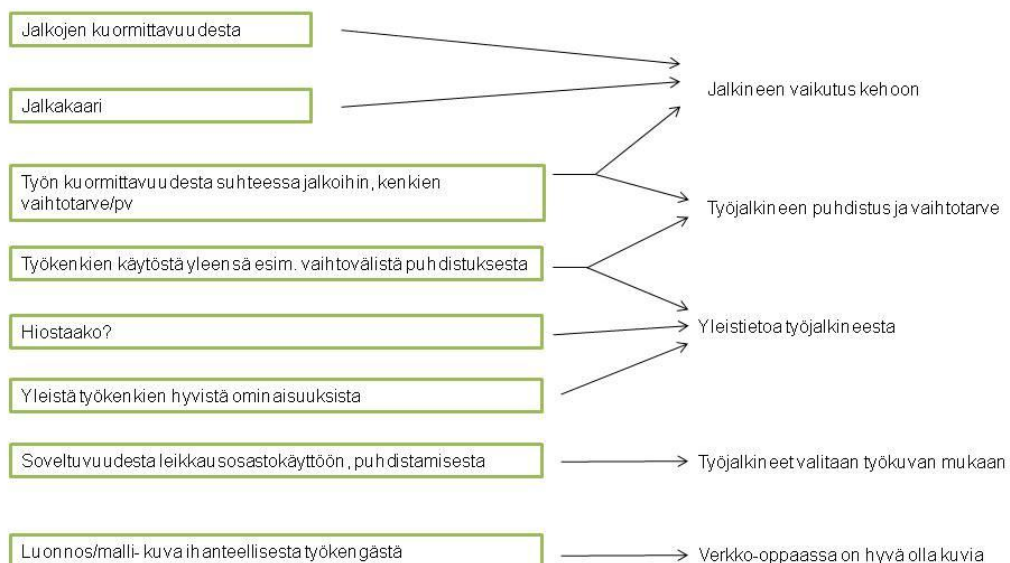 Jalkojen kuormittavuudesta
Jalkakaari
Jalkineen vaikutus kehoon
Työn kuormittavuudesta suhteessa jalkoihin, kenkien
vaihtotarve/pv
Työjalkineen puhdistus ja vaihtotarve
Työkenkien käytöstä yleensä esim. vaihtovälistä puhdistuksesta
Hiostaako?
Yleistietoa työjalkineesta
Yleistä työkenkien hyvistä ominaisuuksista
Soveltuvuudesta leikkausosastokäyttöön, puhdistamisesta
Työjalkineet valitaan työkuvan mukaan
Luonnos/malli- kuva ihanteellisesta työkengästä
Verkko-oppaassa on hyvä olla kuvia